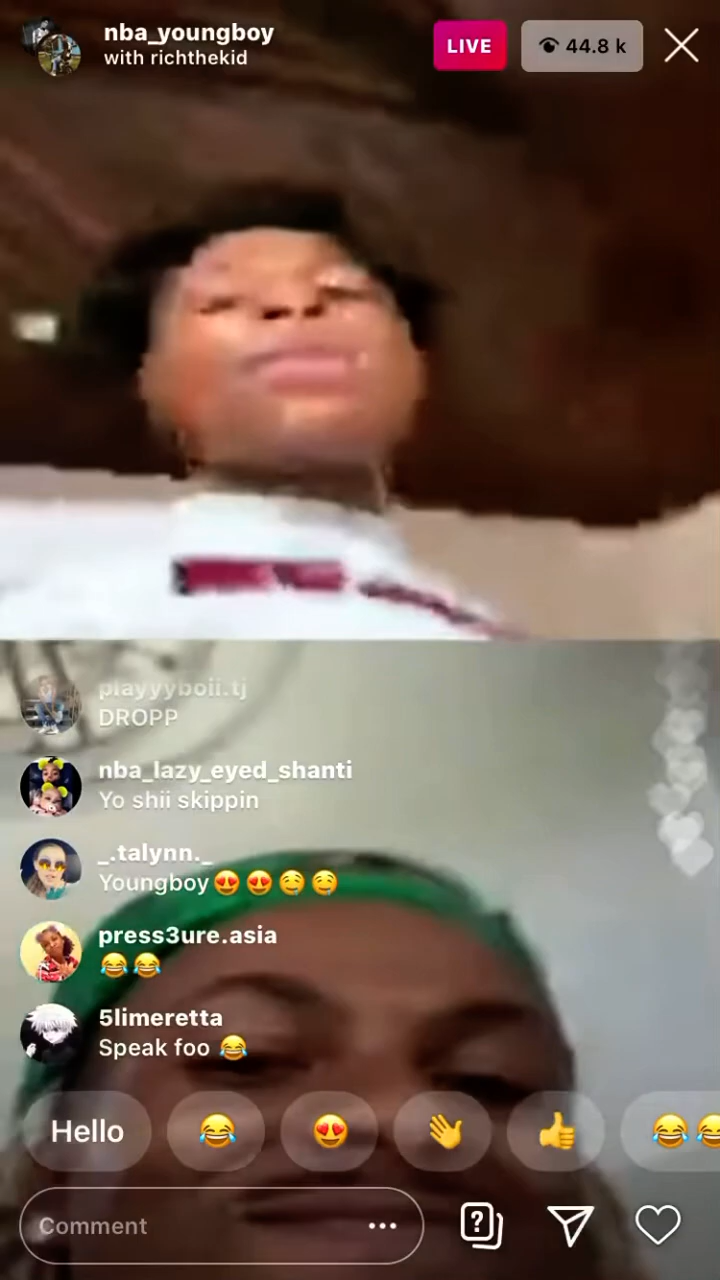 nba_youngboy
with richthekid
LIVE
44.8 k
playyyboii.tj
DROPP
nba_lazy_eyed_shanti
Yo shii skippin
_.talynn._
Youngboy😍😍🤤🤤
press3ure.asia
😂😂
5limeretta
Speak foo 😂
Hello 😂 😍 👋 👍 😂😂
Comment